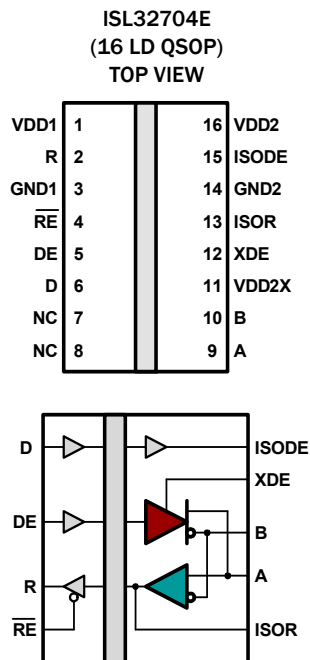 ISL32704E
(16 LD QSOP)
TOP VIEW
VDD1 1 16 VDD2
R 2 15 ISODE
GND1 3 14 GND2
RE 4 13 ISOR
DE 5 12 XDE
D 6 11 VDD2X
NC 7 10 B
NC 8 9 A
D ISODE
XDE
DE B
A
R
RE ISOR